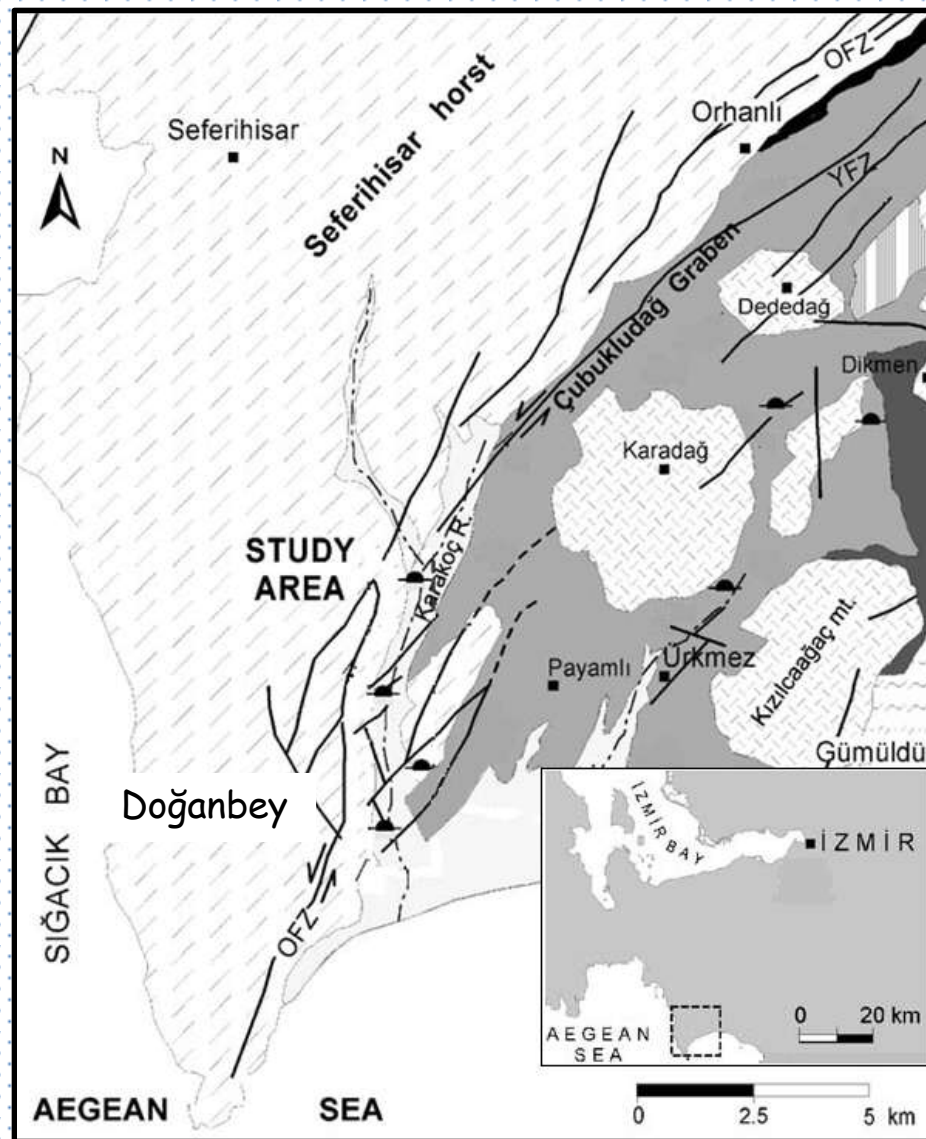 OFZ
Orhanlı
Seferihisar horst
Seferihisar
N
YFZ
Dededağ
Çubukludağ Graben
Dikmen
Karadağ
Karakoç R.
STUDY
AREA
Payamlı
Ürkmez
Kızılcaağaç mt.
Gümüldü
Doğanbey
SIĞACIK BAY
OFZ
İZMİR BAY
İZMİR
0 20 km
AEGEAN
SEA
AEGEAN SEA
0 2.5 5 km